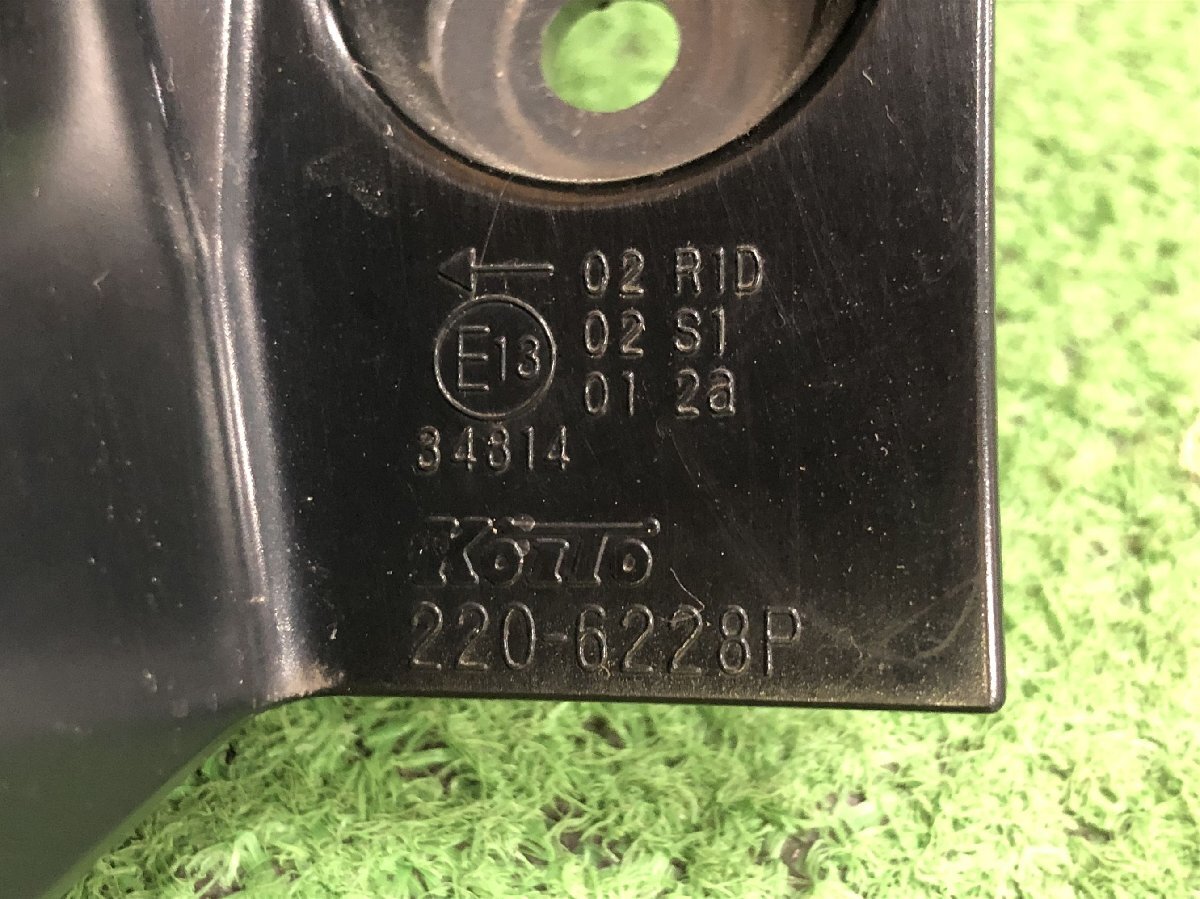 ← 02 R1D
E13 02 S1
01 2a
34814
KOITO
220-6228P